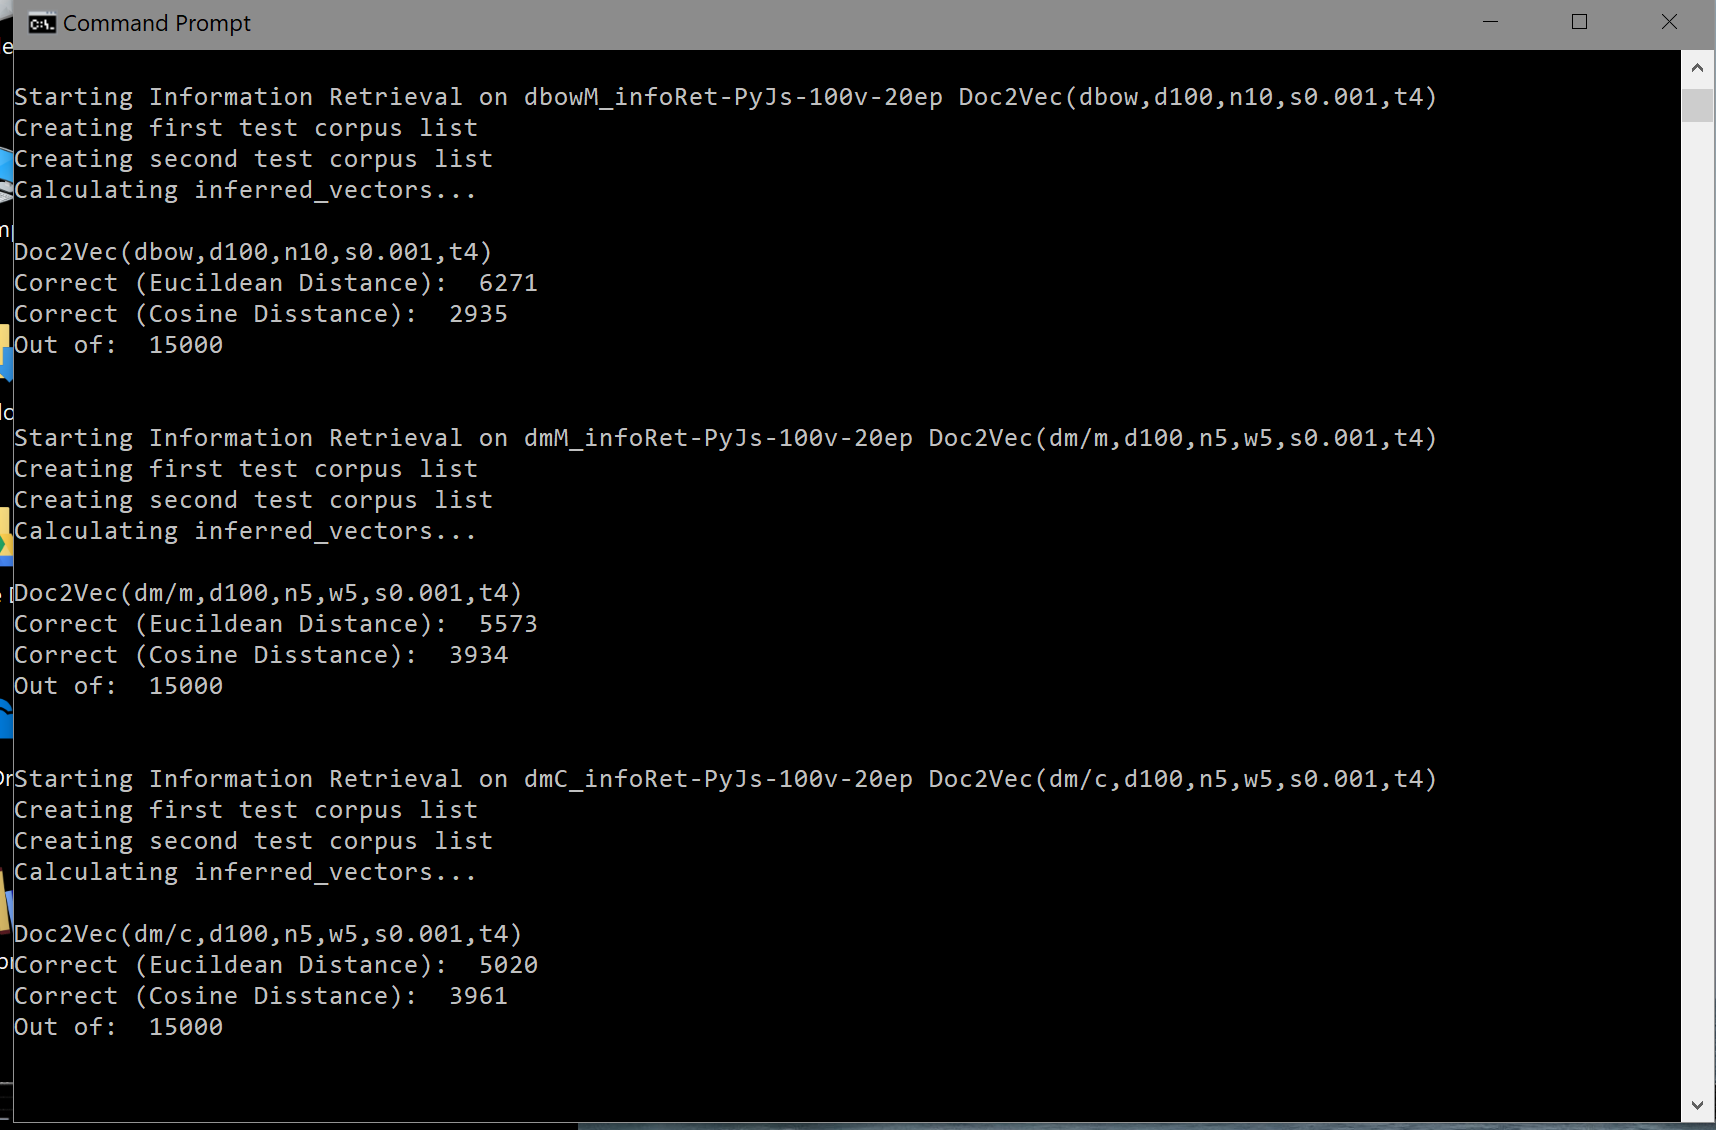 Command Prompt
Starting Information Retrieval on dbowM_infoRet-PyJs-100v-20ep Doc2Vec(dbow,d100,n10,s0.001,t4)
Creating first test corpus list
Creating second test corpus list
Calculating inferred_vectors...
Doc2Vec(dbow,d100,n10,s0.001,t4)
Correct (Eucildean Distance):  6271
Correct (Cosine Disstance):  2935
Out of:  15000
Starting Information Retrieval on dmM_infoRet-PyJs-100v-20ep Doc2Vec(dm/m,d100,n5,w5,s0.001,t4)
Creating first test corpus list
Creating second test corpus list
Calculating inferred_vectors...
Doc2Vec(dm/m,d100,n5,w5,s0.001,t4)
Correct (Eucildean Distance):  5573
Correct (Cosine Disstance):  3934
Out of:  15000
Starting Information Retrieval on dmC_infoRet-PyJs-100v-20ep Doc2Vec(dm/c,d100,n5,w5,s0.001,t4)
Creating first test corpus list
Creating second test corpus list
Calculating inferred_vectors...
Doc2Vec(dm/c,d100,n5,w5,s0.001,t4)
Correct (Eucildean Distance):  5020
Correct (Cosine Disstance):  3961
Out of:  15000